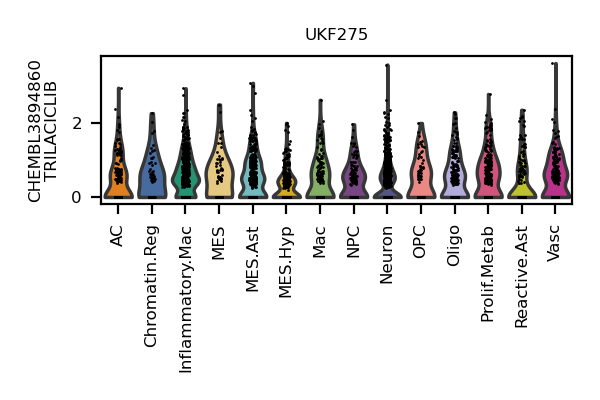 UKF275
CHEMBL3894860
TRILACICLIB
2
0
AC
Chromatin.Reg
Inflammatory.Mac
MES
MES.Ast
MES.Hyp
Mac
NPC
Neuron
OPC
Oligo
Prolif.Metab
Reactive.Ast
Vasc